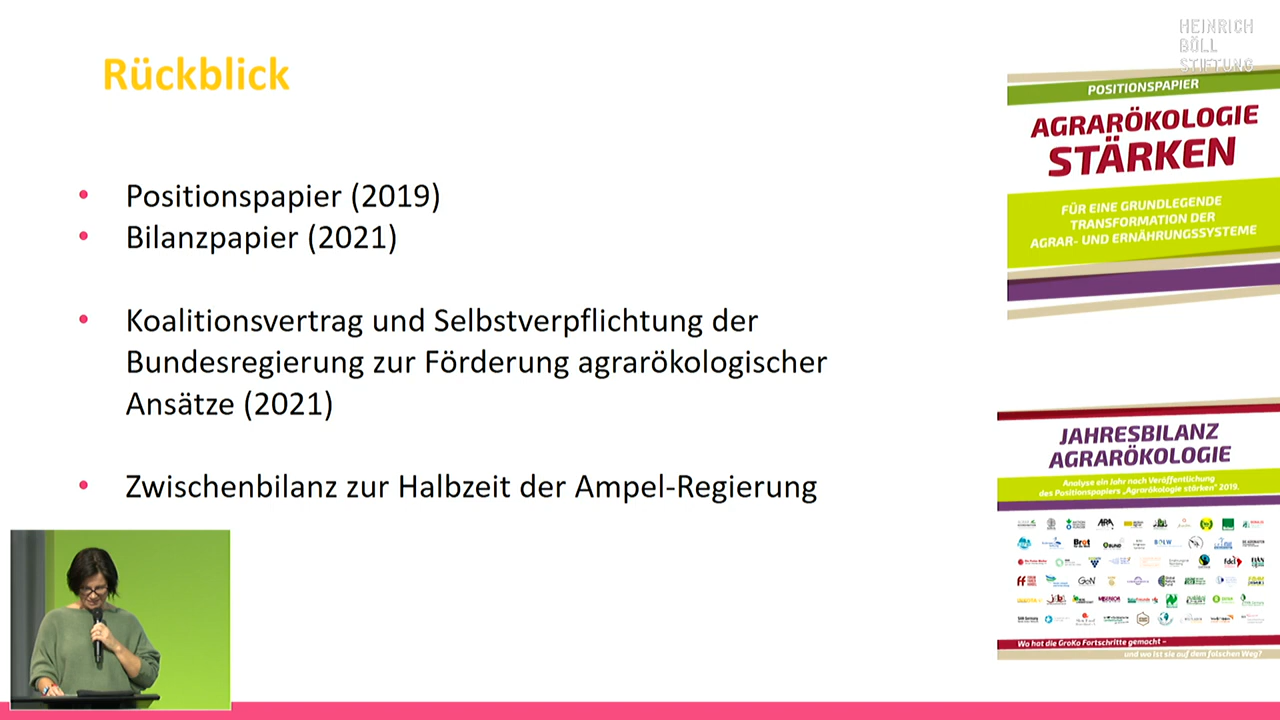 HEINRICH
BÖLL
STIFTUNG
Rückblick
• Positionspapier (2019)
• Bilanzpapier (2021)
• Koalitionsvertrag und Selbstverpflichtung der
Bundesregierung zur Förderung agrarökologischer
Ansätze (2021)
• Zwischenbilanz zur Halbzeit der Ampel-Regierung
POSITIONSPAPIER
AGRARÖKOLOGIE
STÄRKEN
FÜR EINE GRUNDLEGENDE
TRANSFORMATION DER
AGRAR- UND ERNÄHRUNGSSYSTEME
JAHRESBILANZ
AGRARÖKOLOGIE
Analyse ein Jahr nach Veröffentlichung
des Positionspapiers „Agrarökologie stärken" 2019.
Brot
BUND
GeN
Wo hat die GroKo Fortschritte gemacht –
und wo ist sie auf dem falschen Weg?